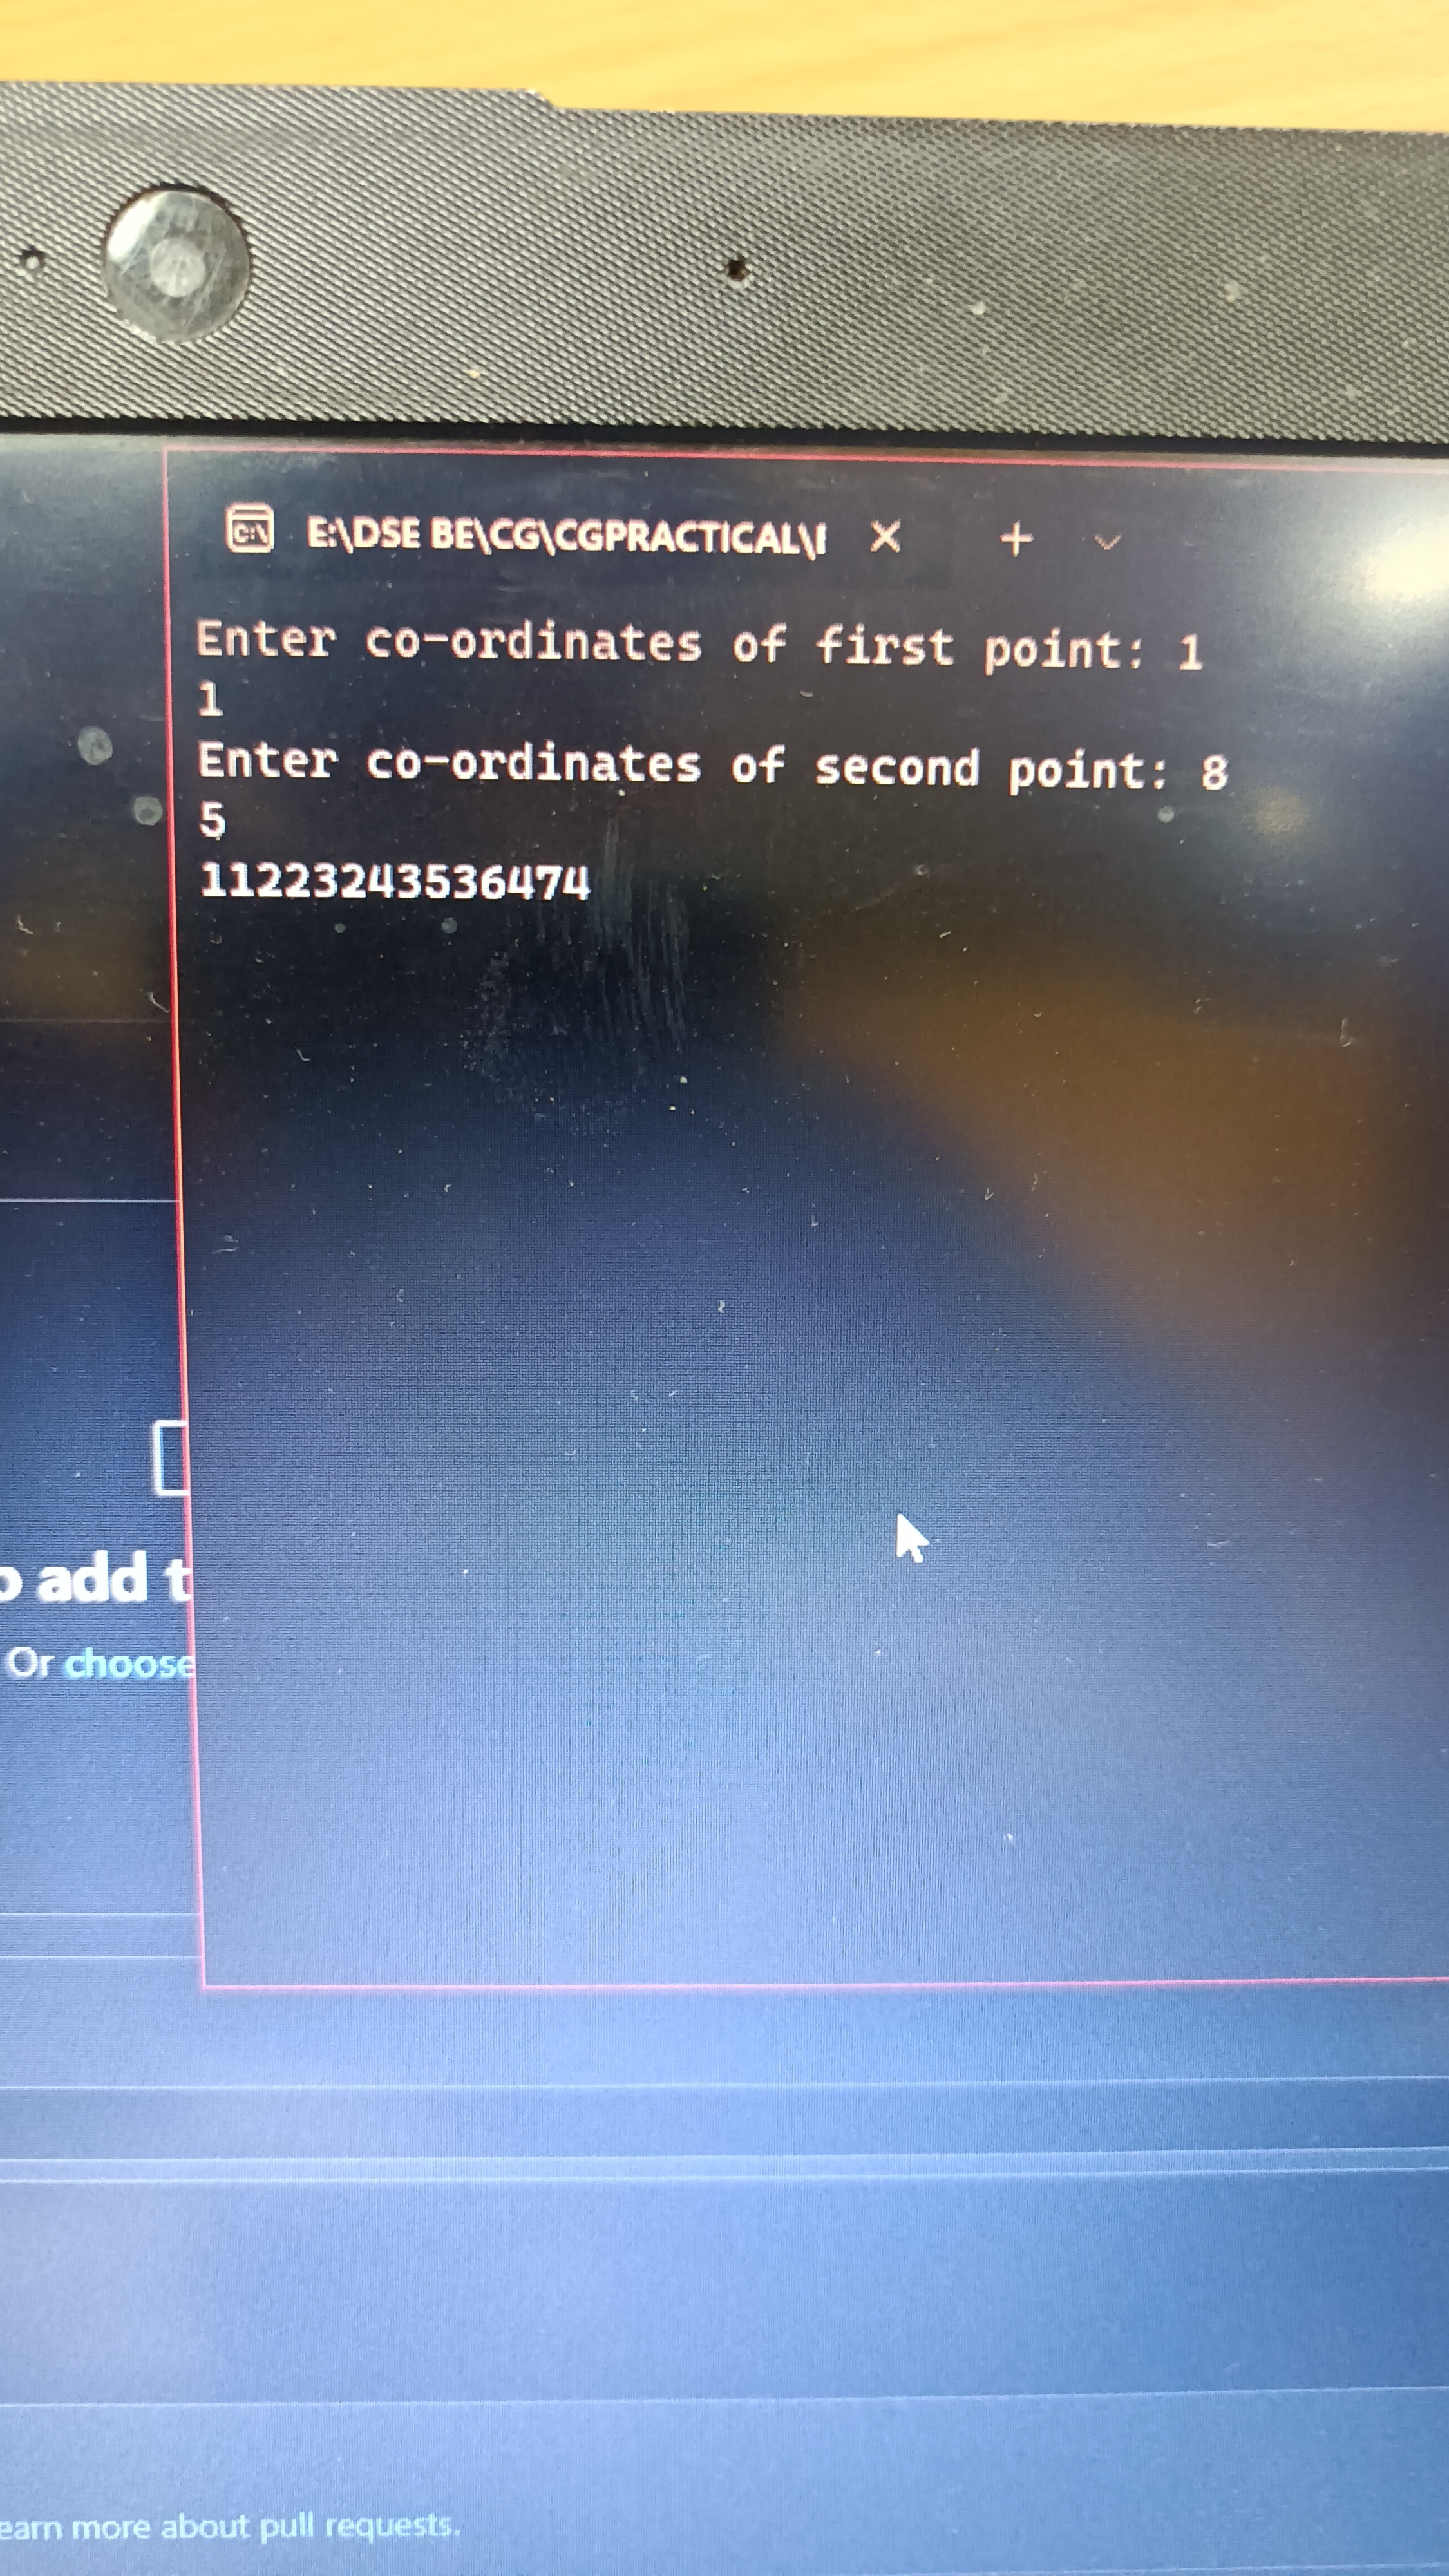 E:\DSE BE\CG\CGPRACTICAL\
Enter co-ordinates of first point: 1
1
Enter co-ordinates of second point: 8
5
11223243536474
add t
Or choose
earn more about pull requests.